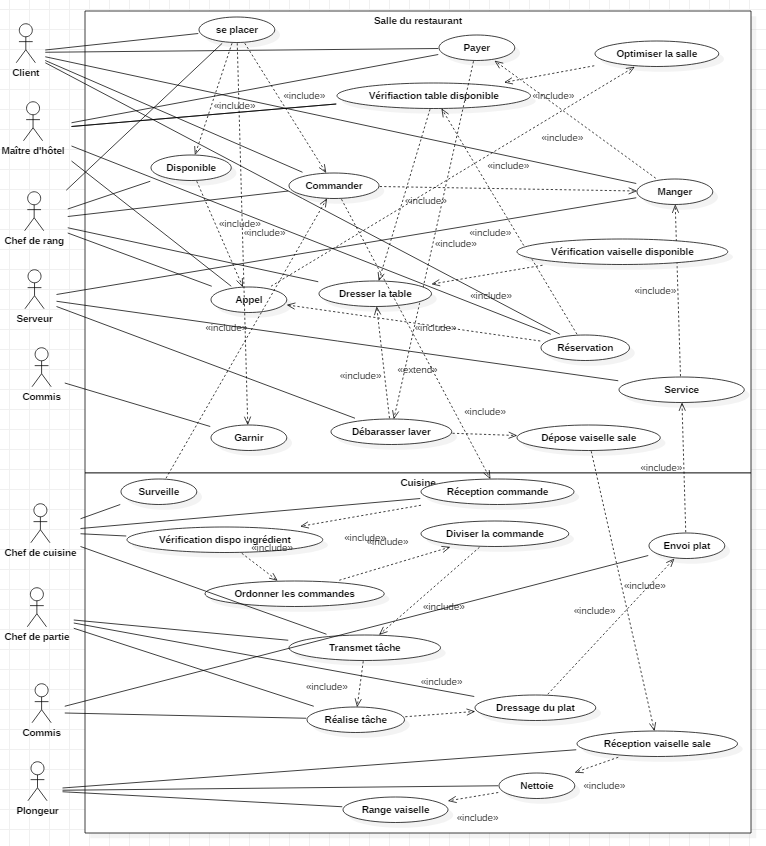 Salle du restaurant
se placer
Payer
Optimiser la salle
Client
«include»
«include»
Vérifiaction table disponible
«include»
Maître d'hôtel
«include»
Disponible
«include»
Commander
Manger
Chef de rang
«include»
«include»
«include»
«include»
«include»
Vérification vaiselle disponible
Serveur
Appel
Dresser la table
«include»
«include»
«include»
«include»
Réservation
Commis
«include»
«extend»
Service
«include»
Garnir
Débarasser laver
Dépose vaiselle sale
«include»
Cuisine
Surveille
Réception commande
Chef de cuisine
Vérification dispo ingrédient
«include»
«include»
«include»
Diviser la commande
Envoi plat
Ordonner les commandes
«include»
«include»
«include»
Chef de partie
Transmet tâche
«include»
«include»
Commis
Réalise tâche
Dressage du plat
Réception vaiselle sale
Plongeur
Nettoie
«include»
Range vaiselle
«include»